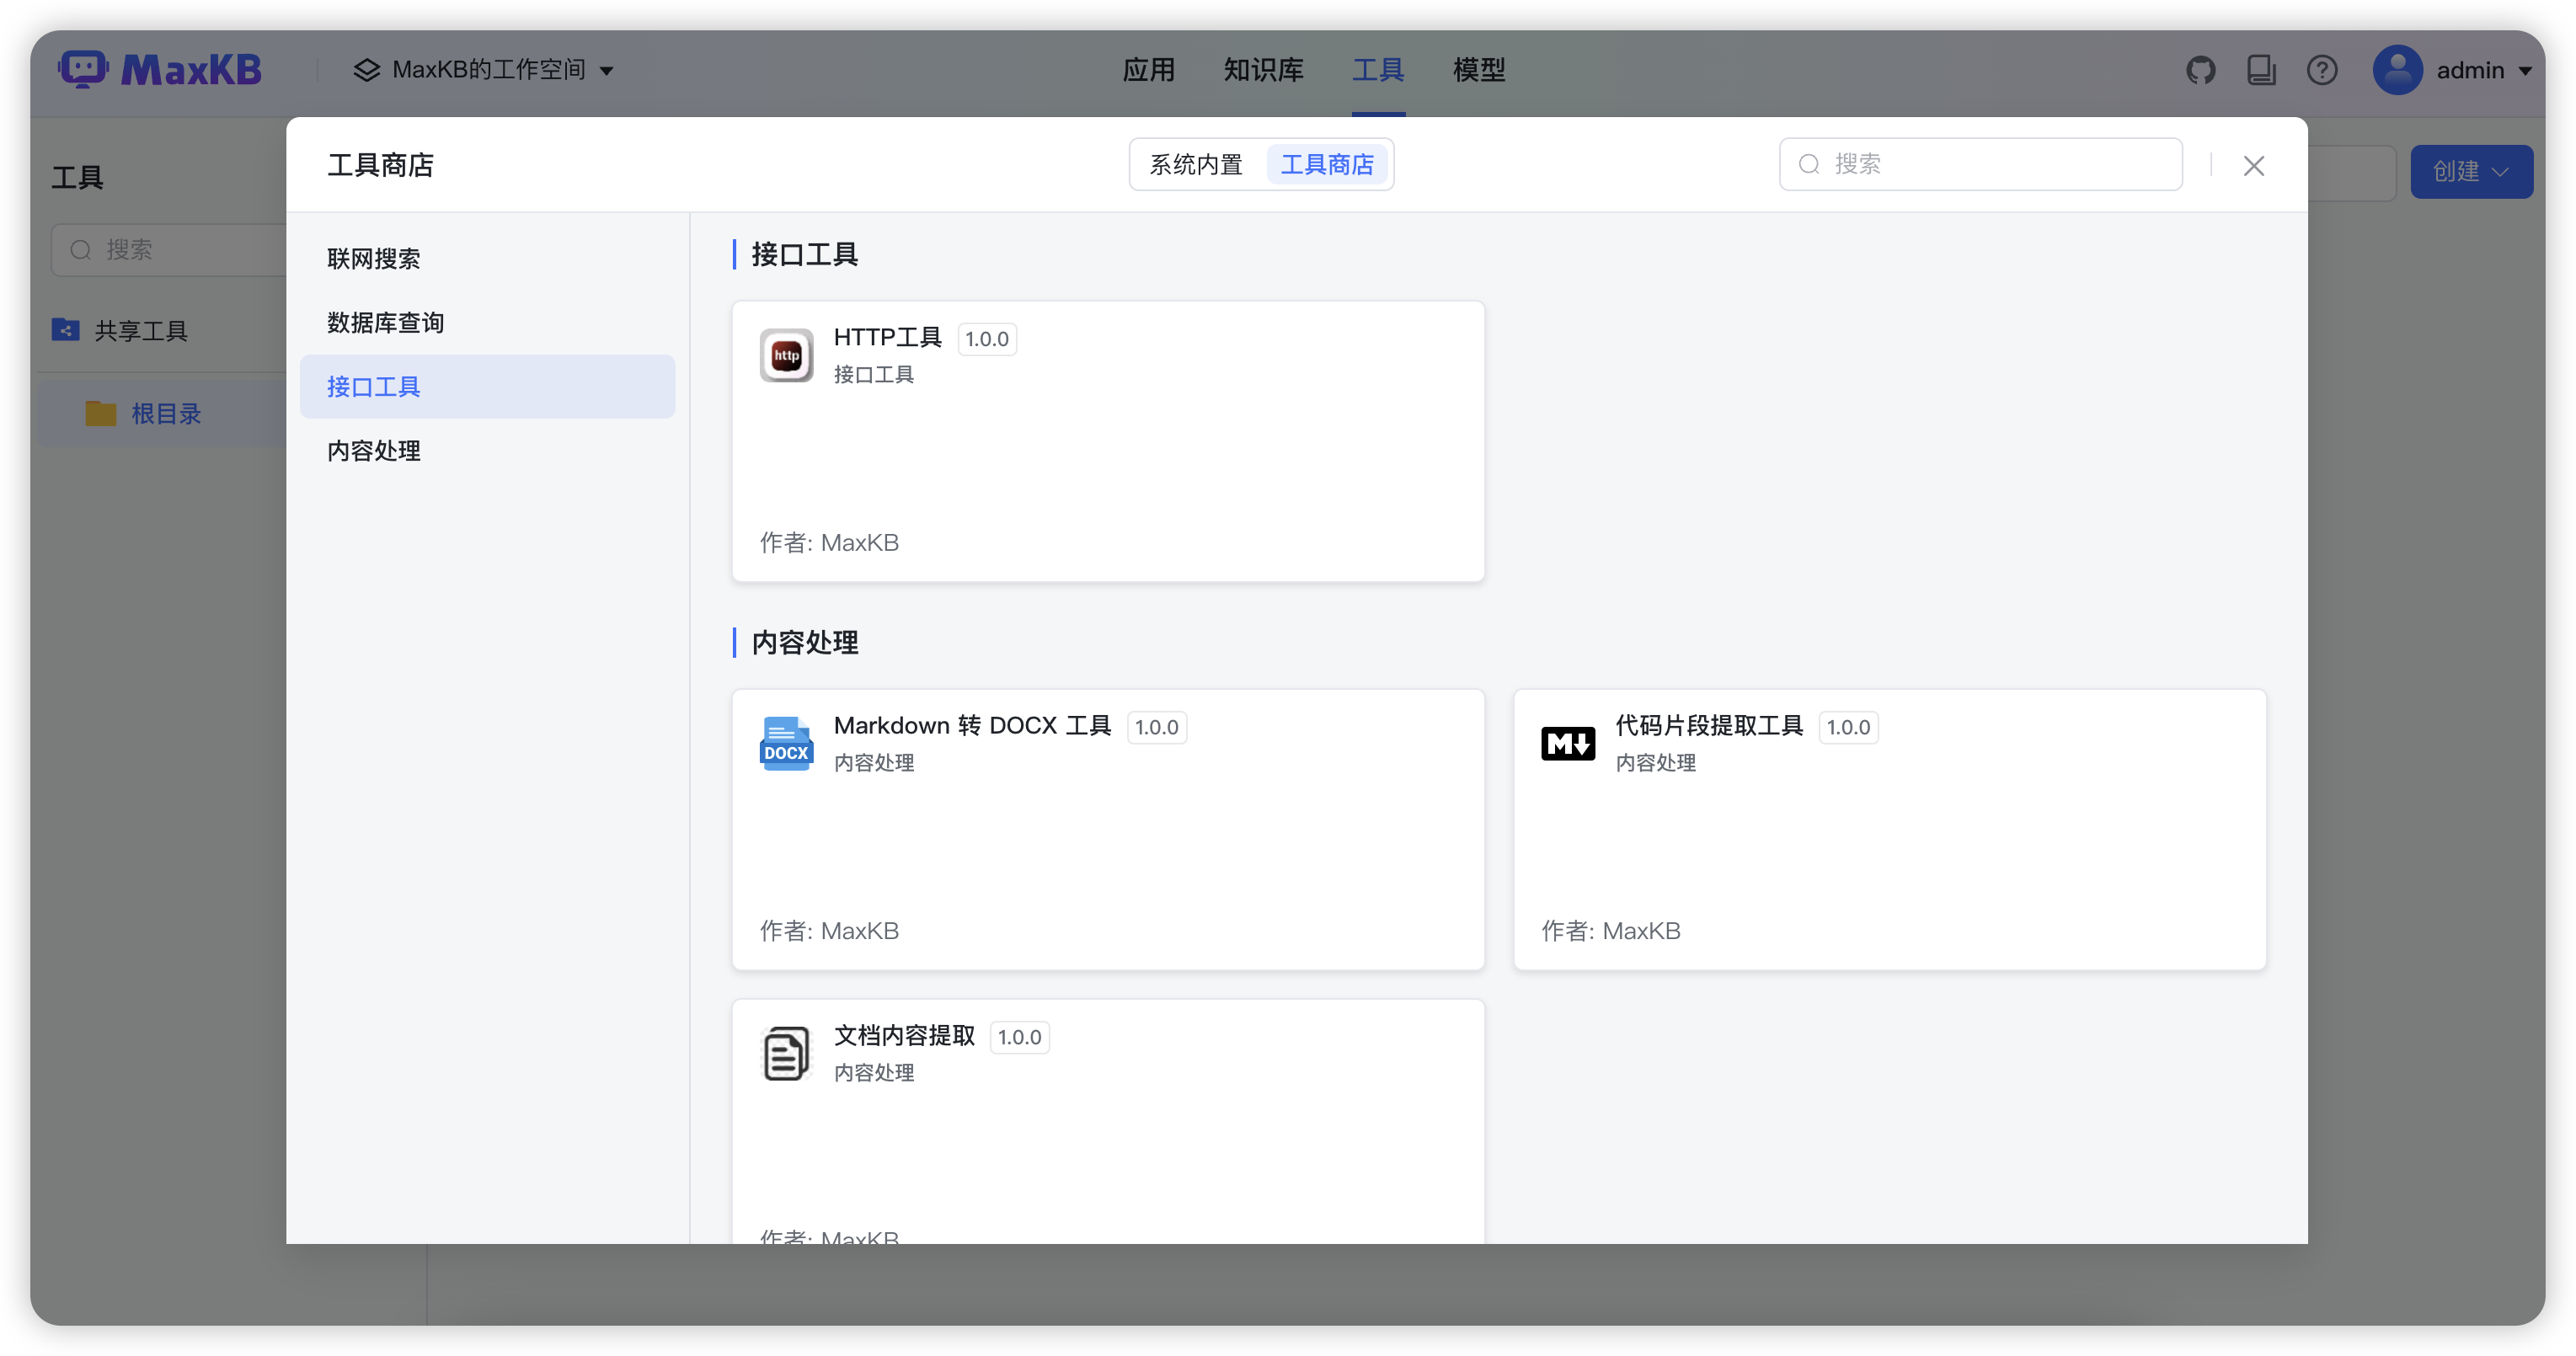 MaxKB
MaxKB的工作空间
应用
知识库
工具
模型
admin
工具
搜索
共享工具
根目录
创建
工具商店
系统内置
工具商店
搜索
联网搜索
数据库查询
接口工具
内容处理
接口工具
http
HTTP工具 1.0.0
接口工具
作者: MaxKB
内容处理
DOCX
Markdown 转 DOCX 工具 1.0.0
内容处理
作者: MaxKB
代码片段提取工具 1.0.0
内容处理
作者: MaxKB
文档内容提取 1.0.0
内容处理
作者: MaxKB